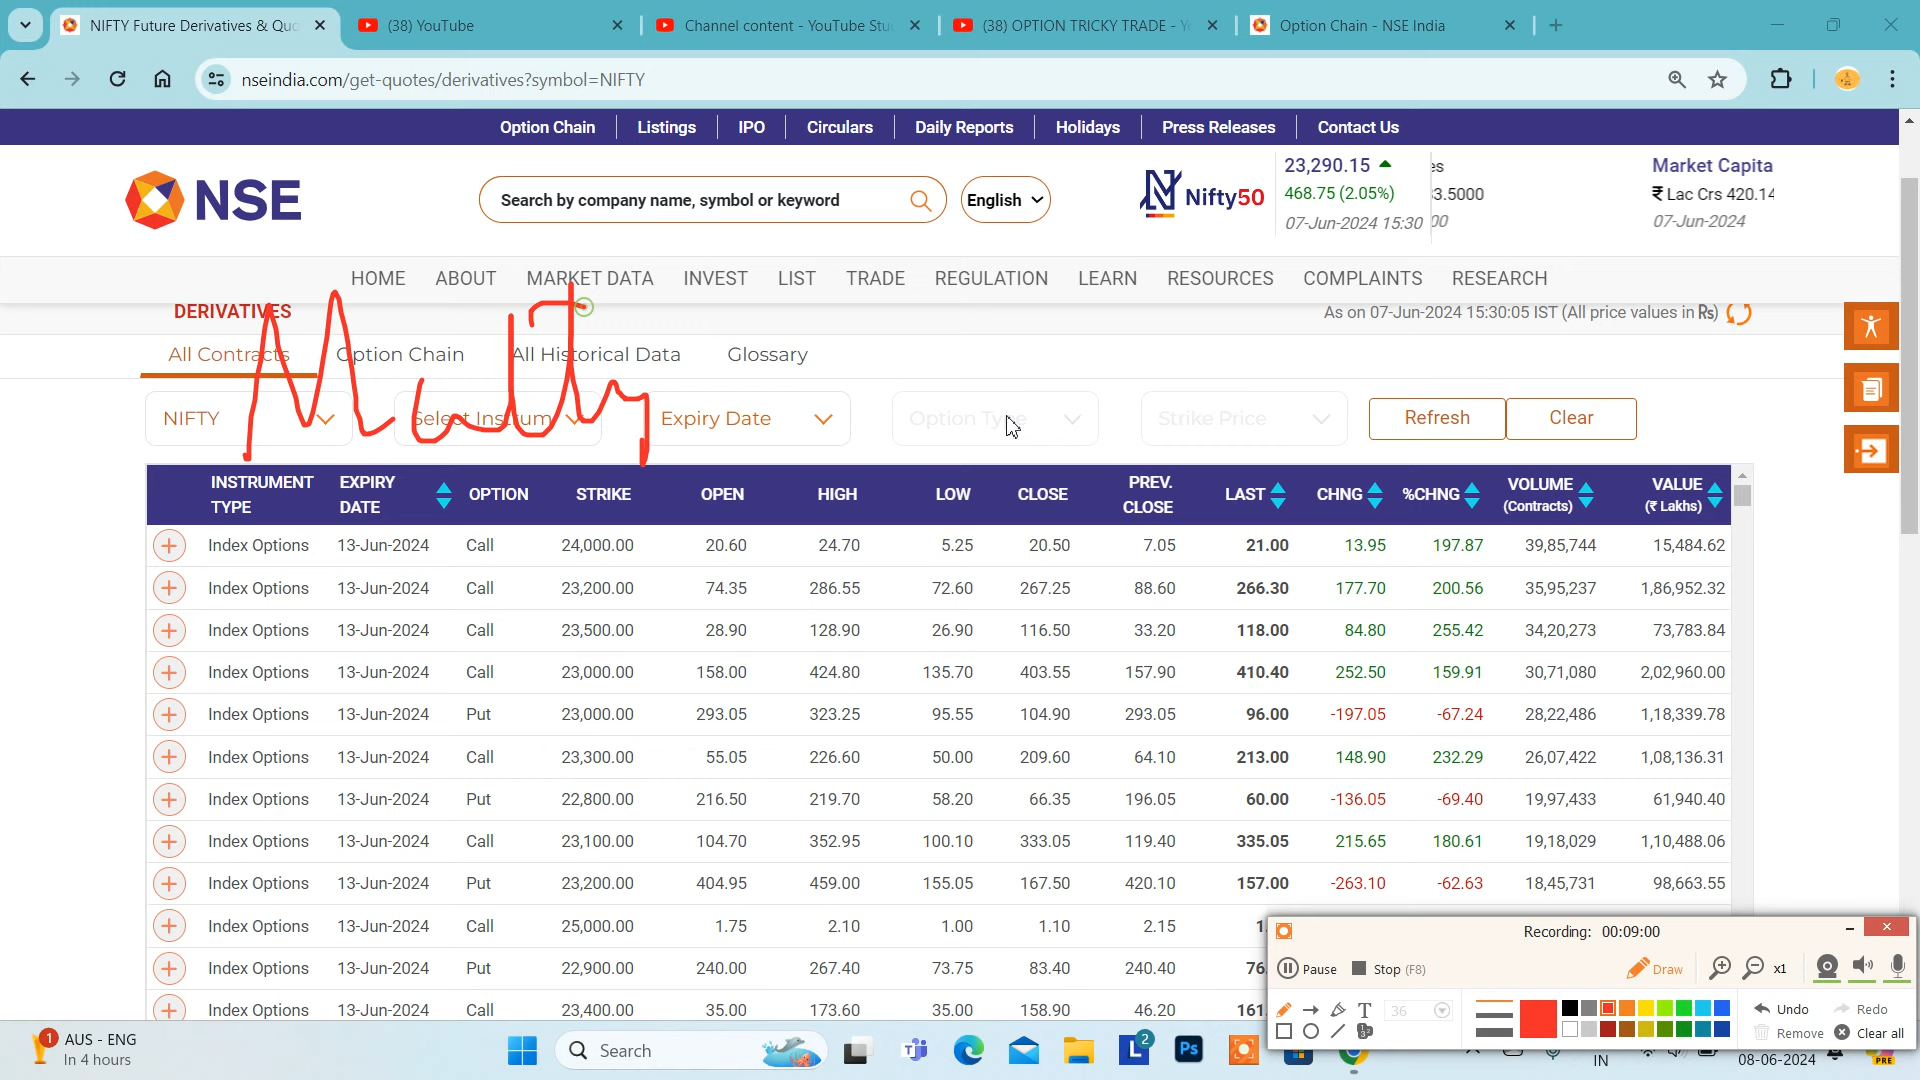 NIFTY Future Derivatives & Quo
(38) YouTube
Channel content - YouTube Stu
(38) OPTION TRICKY TRADE - Y
Option Chain - NSE India
nseindia.com/get-quotes/derivatives?symbol=NIFTY
Option Chain Listings IPO Circulars Daily Reports Holidays Press Releases Contact Us
NSE
Search by company name, symbol or keyword
English
Nifty50
23,290.15
468.75 (2.05%)
07-Jun-2024 15:30
es
3.5000
00
Market Capita
₹ Lac Crs 420.14
07-Jun-2024
HOME ABOUT MARKET DATA INVEST LIST TRADE REGULATION LEARN RESOURCES COMPLAINTS RESEARCH
DERIVATIVES
As on 07-Jun-2024 15:30:05 IST (All price values in Rs)
All Contracts Option Chain All Historical Data Glossary
NIFTY Select Instrum Expiry Date Option Type Strike Price Refresh Clear
INSTRUMENT TYPE EXPIRY DATE OPTION STRIKE OPEN HIGH LOW CLOSE PREV. CLOSE LAST CHNG %CHNG VOLUME (Contracts) VALUE (₹ Lakhs)
Index Options 13-Jun-2024 Call 24,000.00 20.60 24.70 5.25 20.50 7.05 21.00 13.95 197.87 39,85,744 15,484.62
Index Options 13-Jun-2024 Call 23,200.00 74.35 286.55 72.60 267.25 88.60 266.30 177.70 200.56 35,95,237 1,86,952.32
Index Options 13-Jun-2024 Call 23,500.00 28.90 128.90 26.90 116.50 33.20 118.00 84.80 255.42 34,20,273 73,783.84
Index Options 13-Jun-2024 Call 23,000.00 158.00 424.80 135.70 403.55 157.90 410.40 252.50 159.91 30,71,080 2,02,960.00
Index Options 13-Jun-2024 Put 23,000.00 293.05 323.25 95.55 104.90 293.05 96.00 -197.05 -67.24 28,22,486 1,18,339.78
Index Options 13-Jun-2024 Call 23,300.00 55.05 226.60 50.00 209.60 64.10 213.00 148.90 232.29 26,07,422 1,08,136.31
Index Options 13-Jun-2024 Put 22,800.00 216.50 219.70 58.20 66.35 196.05 60.00 -136.05 -69.40 19,97,433 61,940.40
Index Options 13-Jun-2024 Call 23,100.00 104.70 352.95 100.10 333.05 119.40 335.05 215.65 180.61 19,18,029 1,10,488.06
Index Options 13-Jun-2024 Put 23,200.00 404.95 459.00 155.05 167.50 420.10 157.00 -263.10 -62.63 18,45,731 98,663.55
Index Options 13-Jun-2024 Call 25,000.00 1.75 2.10 1.00 1.10 2.15 1.
Index Options 13-Jun-2024 Put 22,900.00 240.00 267.40 73.75 83.40 240.40 76.
Index Options 13-Jun-2024 Call 23,400.00 35.00 173.60 35.00 158.90 46.20 161.
Recording: 00:09:00
Pause Stop (F8) Draw x1
T 36 Undo Redo
Remove Clear all
1 AUS - ENG
In 4 hours
Search
2
Ps
IN
08-06-2024
PRE